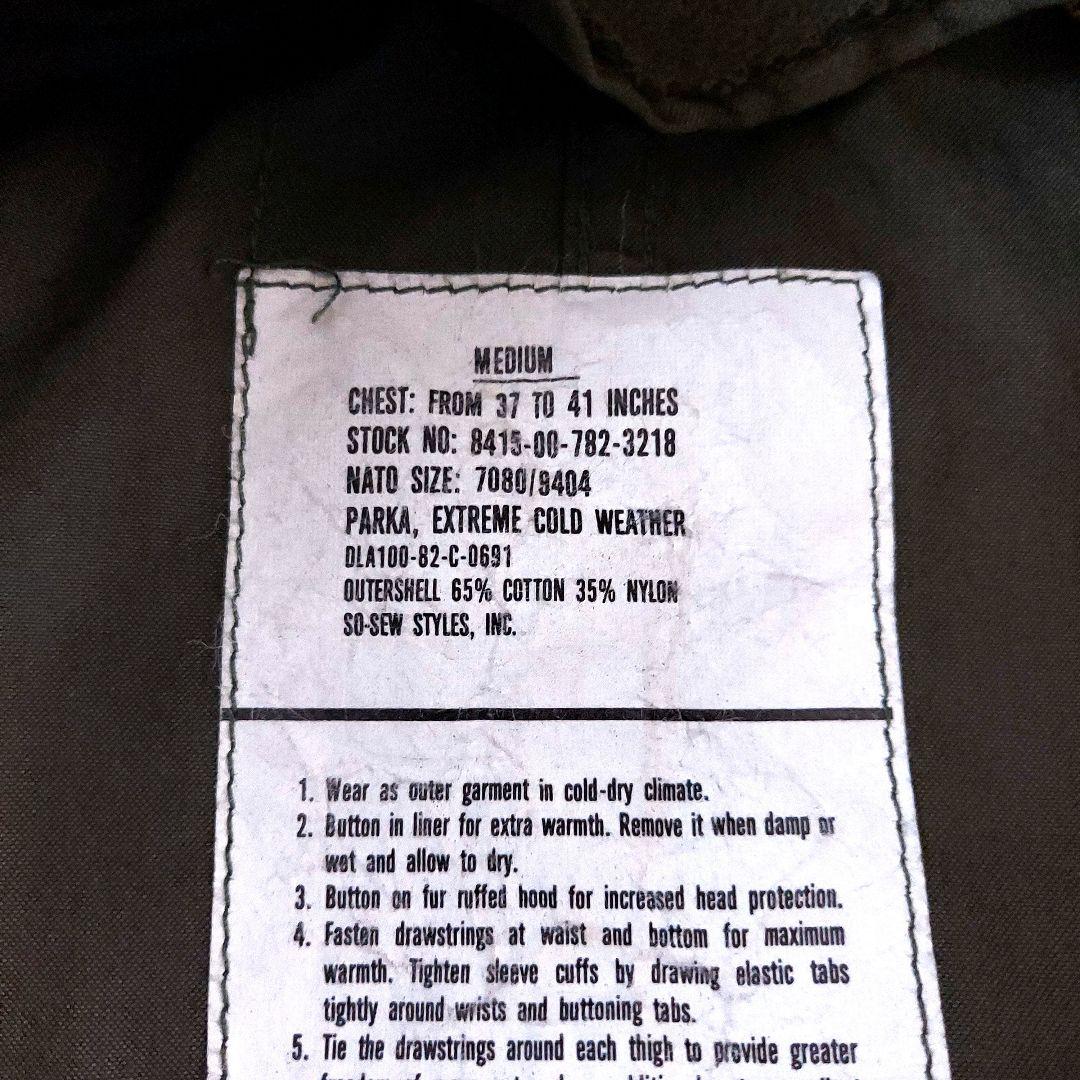 MEDIUM
CHEST: FROM 37 TO 41 INCHES
STOCK NO: 8415-00-782-3218
NATO SIZE: 7080/9404
PARKA, EXTREME COLD WEATHER
DLA100-82-C-0691
OUTERSHELL 65% COTTON 35% NYLON
SO-SEW STYLES, INC.
1. Wear as outer garment in cold-dry climate.
2. Button in liner for extra warmth. Remove it when damp or
wet and allow to dry.
3. Button on fur ruffed hood for increased head protection.
4. Fasten drawstrings at waist and bottom for maximum
warmth. Tighten sleeve cuffs by drawing elastic tabs
tightly around wrists and buttoning tabs.
5. Tie the drawstrings around each thigh to provide greater